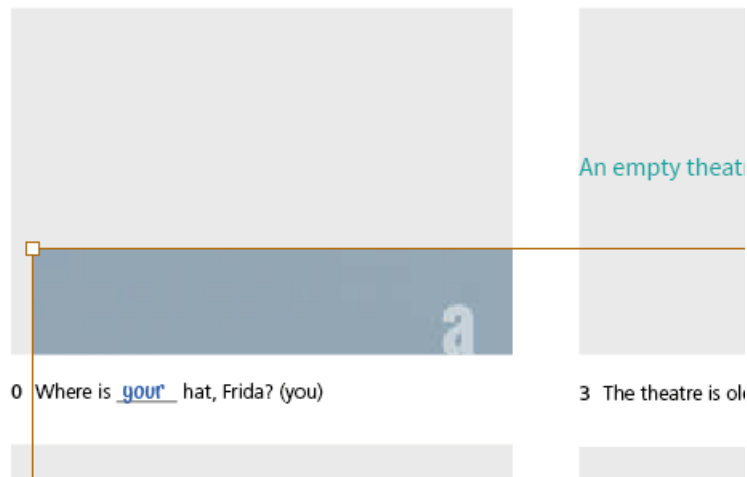 An empty theatr
a
0 Where is your hat, Frida? (you)
3 The theatre is ol